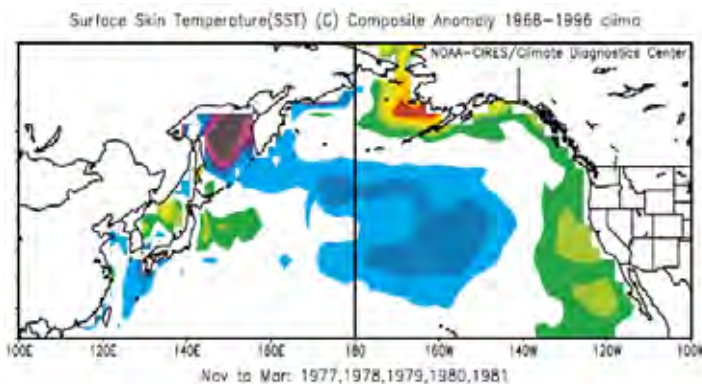 Surface Skin Temperature(SST) (C) Composite Anomaly 1968-1996 clima
NOAA-CIRES/Climate Diagnostics Center
100E 120E 140E 160E 180 160W 140W 120W 100W
Nov to Mar: 1977,1978,1979,1980,1981